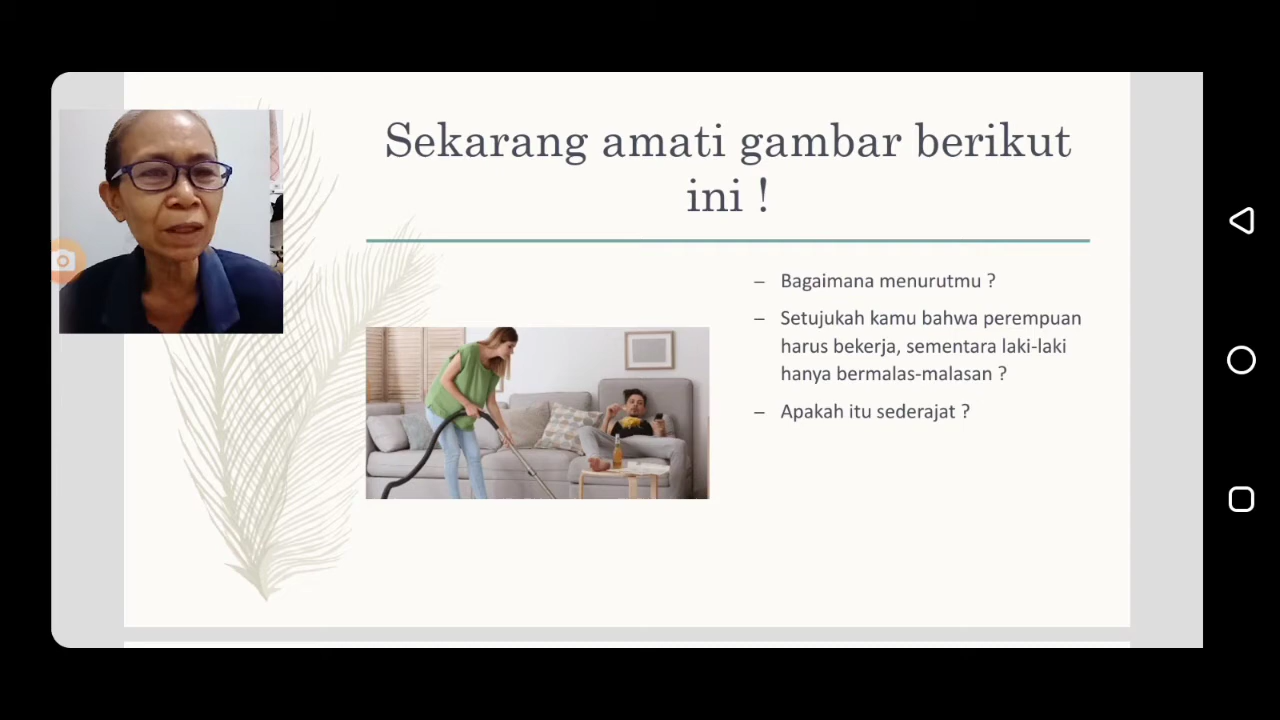 Sekarang amati gambar berikut
ini !
– Bagaimana menurutmu ?
– Setujukah kamu bahwa perempuan
harus bekerja, sementara laki-laki
hanya bermalas-malasan ?
– Apakah itu sederajat ?